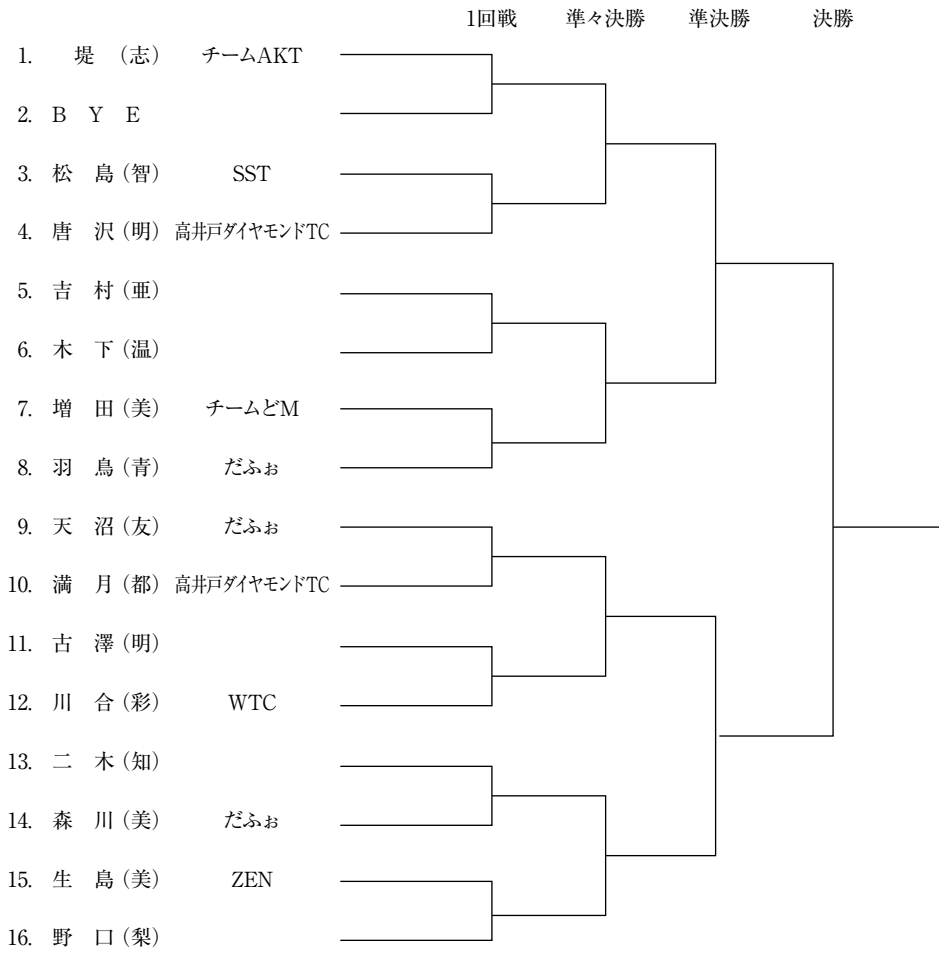 1回戦 準々決勝 準決勝 決勝
1. 堤 (志) チームAKT
2. B Y E
3. 松 島 (智) SST
4. 唐 沢 (明) 高井戸ダイヤモンドTC
5. 吉 村 (亜)
6. 木 下 (温)
7. 増 田 (美) チームどM
8. 羽 鳥 (青) だふぉ
9. 天 沼 (友) だふぉ
10. 満 月 (都) 高井戸ダイヤモンドTC
11. 古 澤 (明)
12. 川 合 (彩) WTC
13. 二 木 (知)
14. 森 川 (美) だふぉ
15. 生 島 (美) ZEN
16. 野 口 (梨)